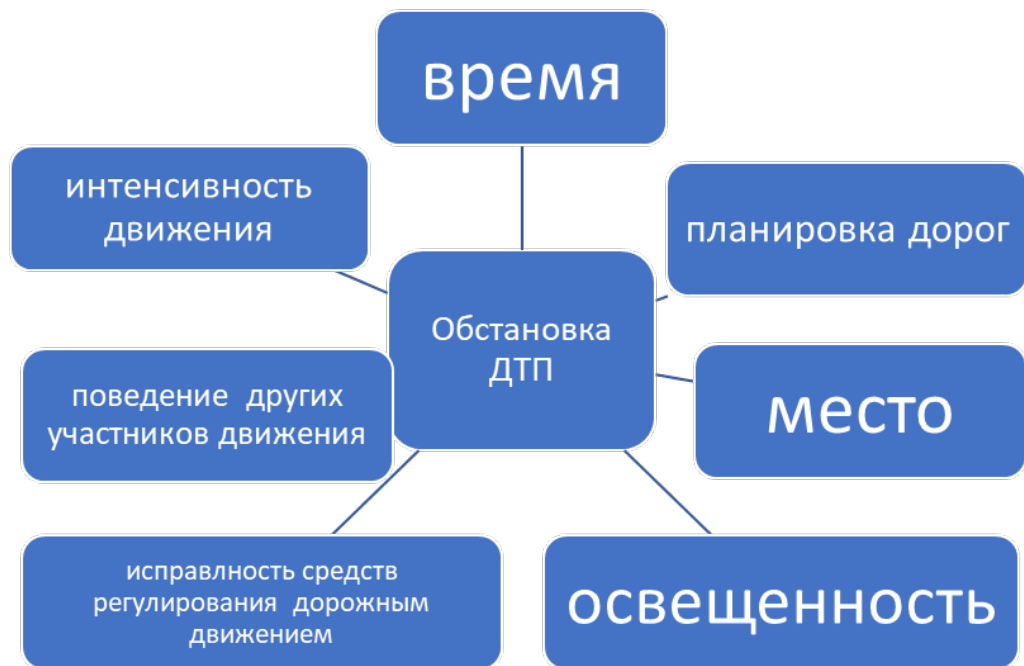 время
интенсивность
движения
планировка дорог
Обстановка
ДТП
поведение других
участников движения
место
исправлность средств
регулирования дорожным
движением
освещенность